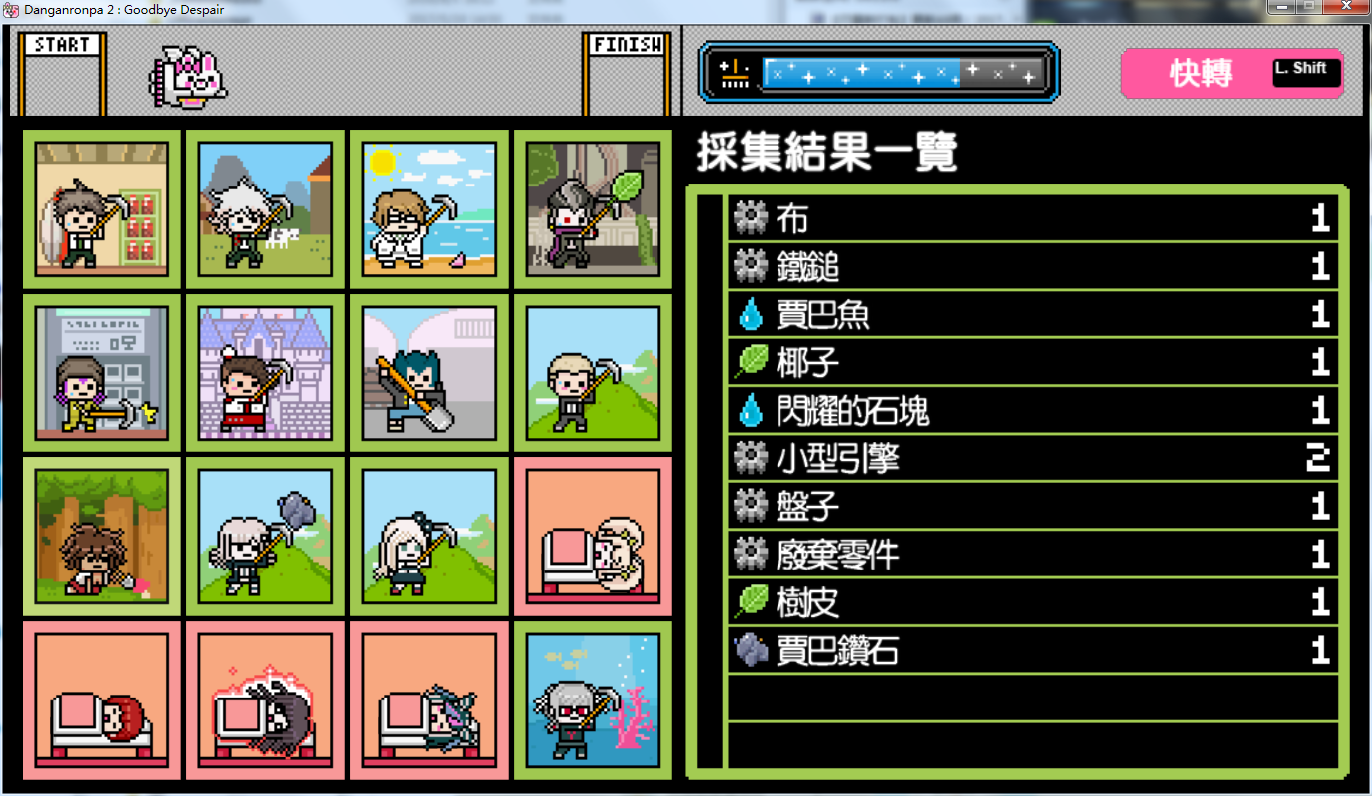 Danganronpa 2 : Goodbye Despair
START
FINISH
快轉
L. Shift
採集結果一覽
布 1
鐵鎚 1
賈巴魚 1
椰子 1
閃耀的石塊 1
小型引擎 2
盤子 1
廢棄零件 1
樹皮 1
賈巴鑽石 1